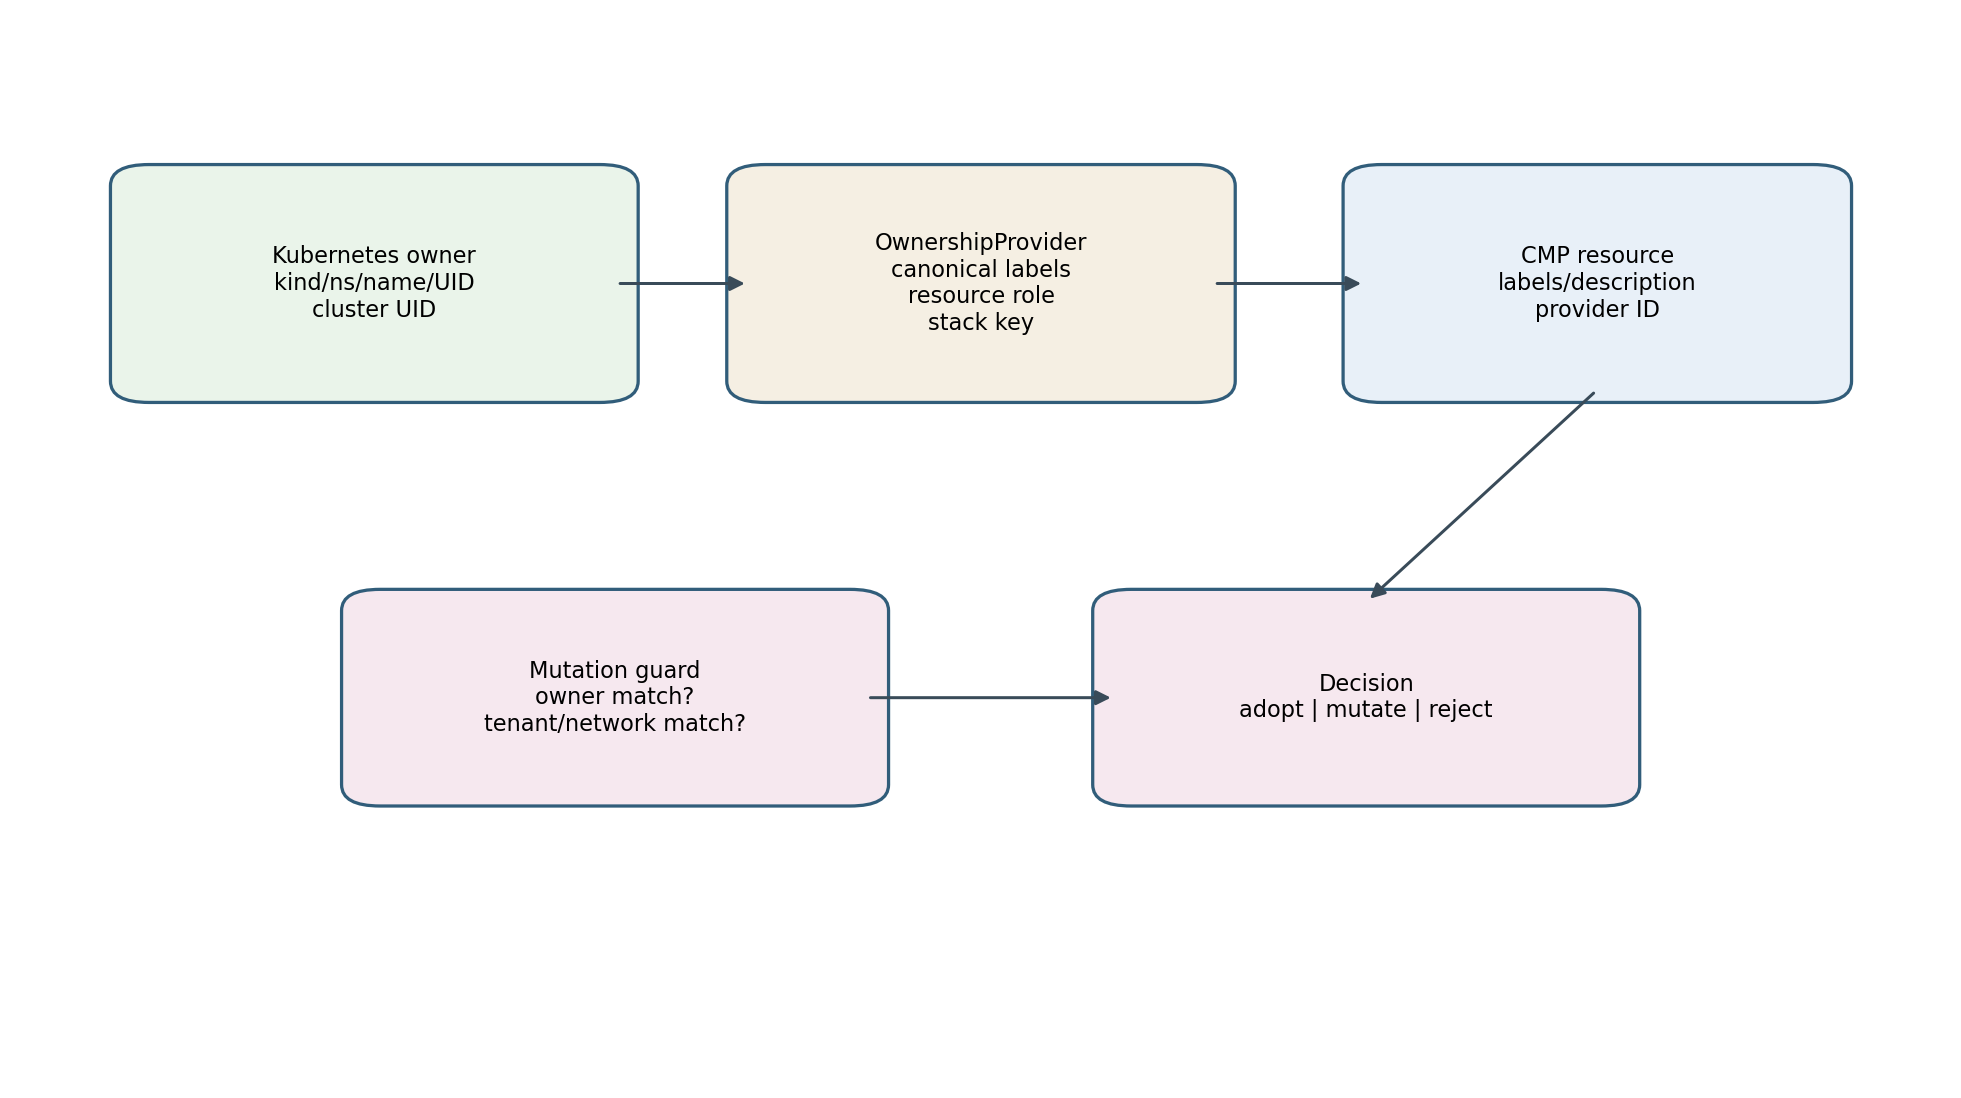 Kubernetes owner
kind/ns/name/UID
cluster UID
OwnershipProvider
canonical labels
resource role
stack key
CMP resource
labels/description
provider ID
Mutation guard
owner match?
tenant/network match?
Decision
adopt | mutate | reject